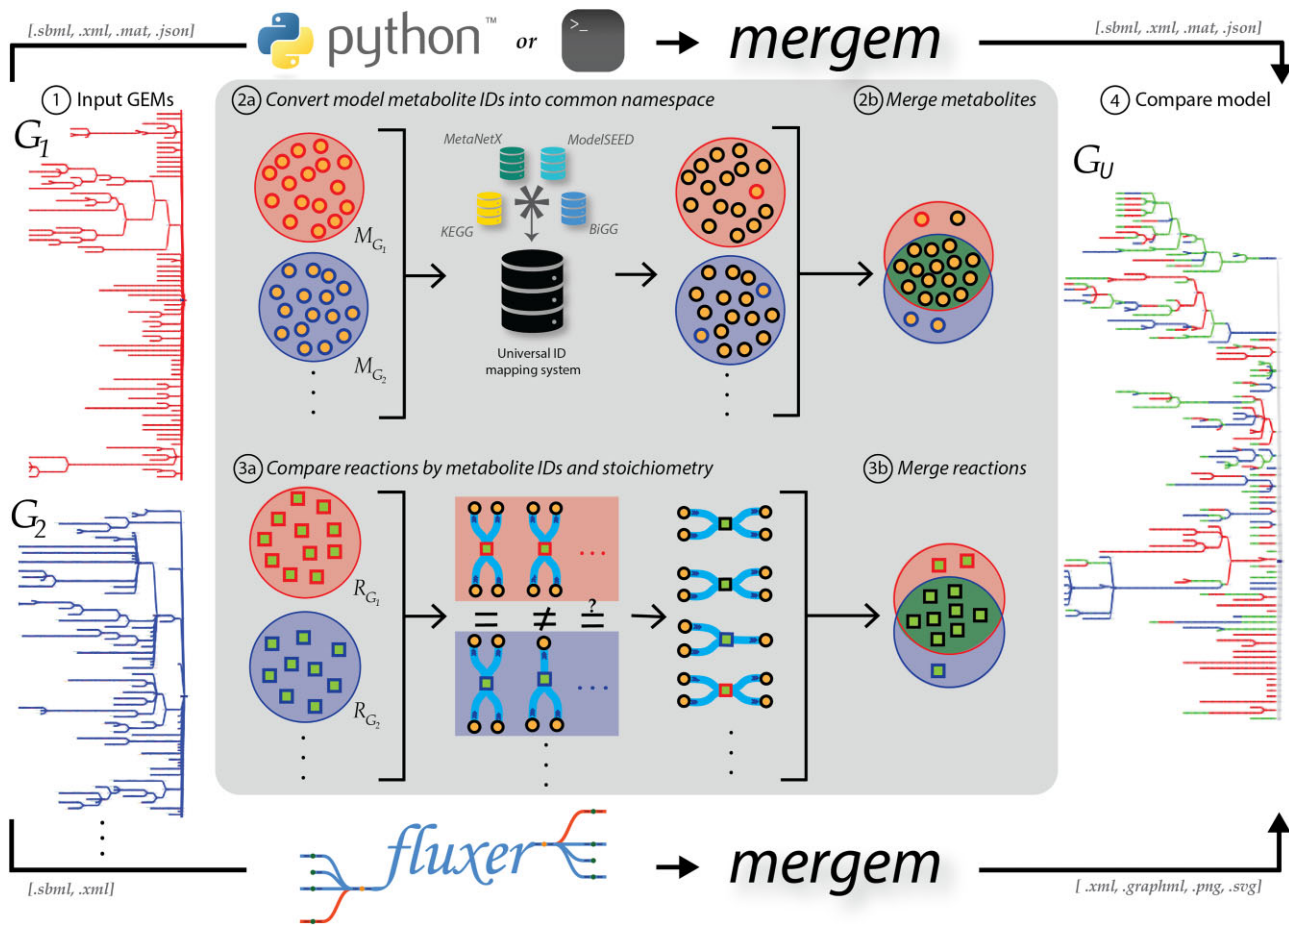 [.sbml, .xml, .mat, .json]
python™ or >_ mergem
[.sbml, .xml, .mat, .json]
1 Input GEMs
2a Convert model metabolite IDs into common namespace
2b Merge metabolites
4 Compare model
G1
MetaNetX
ModelSEED
GU
KEGG
BiGG
MG1
Universal ID
mapping system
MG2
3a Compare reactions by metabolite IDs and stoichiometry
3b Merge reactions
G2
RG1
= ≠ ?=
RG2
fluxer mergem
[.sbml, .xml]
[ .xml, .graphml, .png, .svg]